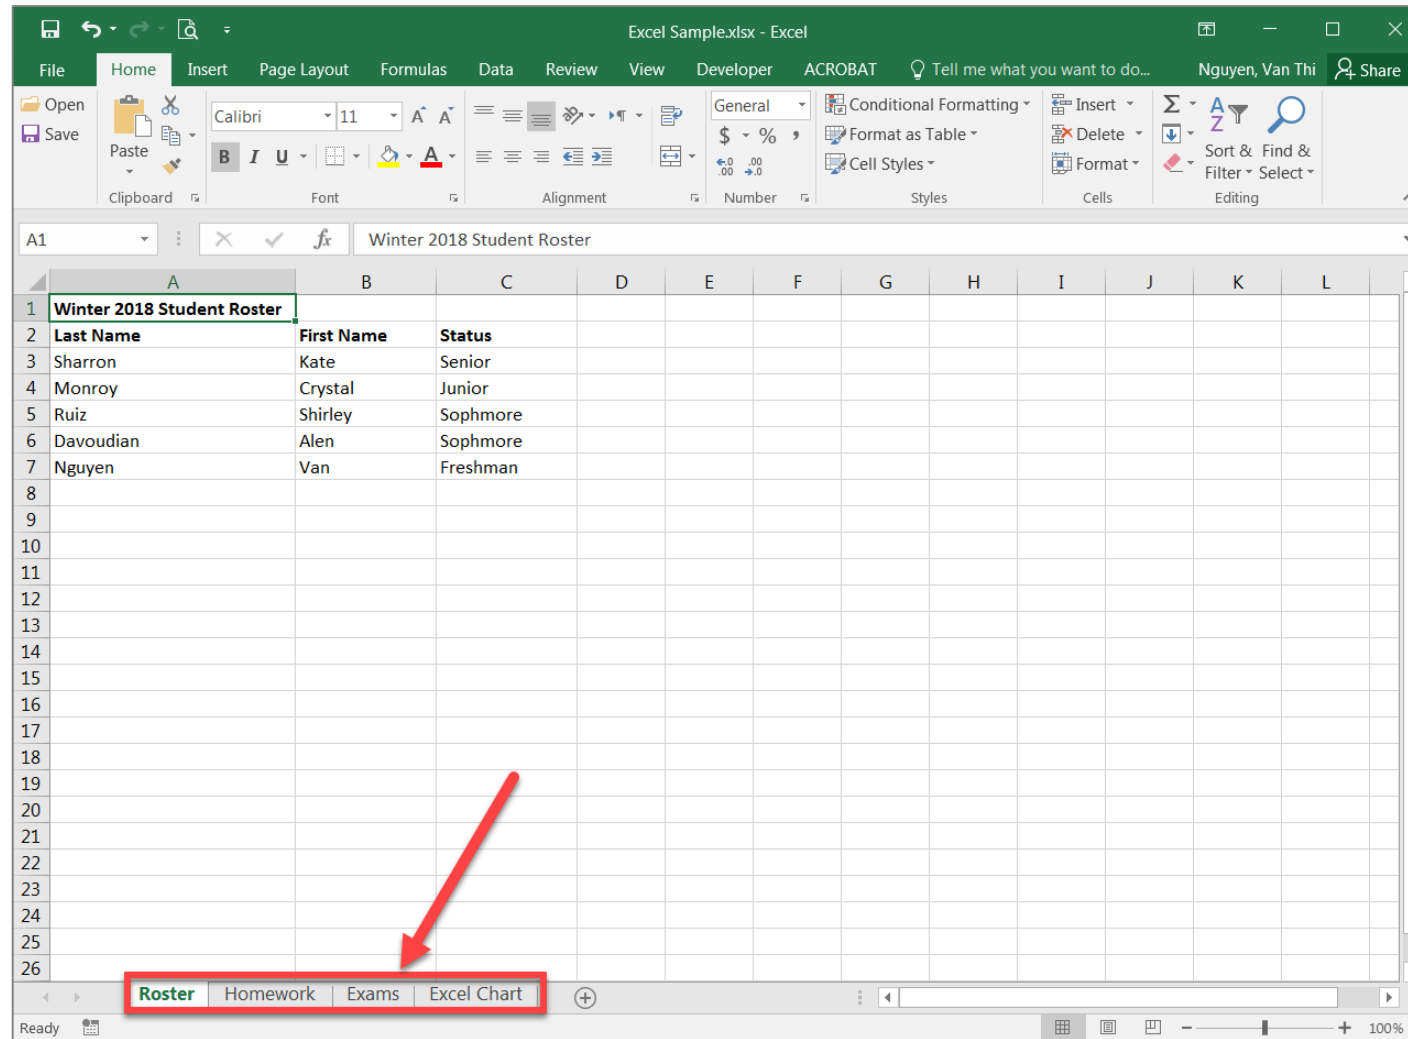 Excel Sample.xlsx - Excel
File Home Insert Page Layout Formulas Data Review View Developer ACROBAT Tell me what you want to do... Nguyen, Van Thi Share
Open
Save
Paste
Clipboard
Calibri 11
B I U
Font
Alignment
General
$ % ,
Number
Conditional Formatting
Format as Table
Cell Styles
Styles
Insert
Delete
Format
Cells
Sort & Filter
Find & Select
Editing
A1 fx Winter 2018 Student Roster
A B C D E F G H I J K L
1 Winter 2018 Student Roster
2 Last Name First Name Status
3 Sharron Kate Senior
4 Monroy Crystal Junior
5 Ruiz Shirley Sophmore
6 Davoudian Alen Sophmore
7 Nguyen Van Freshman
8
9
10
11
12
13
14
15
16
17
18
19
20
21
22
23
24
25
26
Roster Homework Exams Excel Chart
Ready 100%